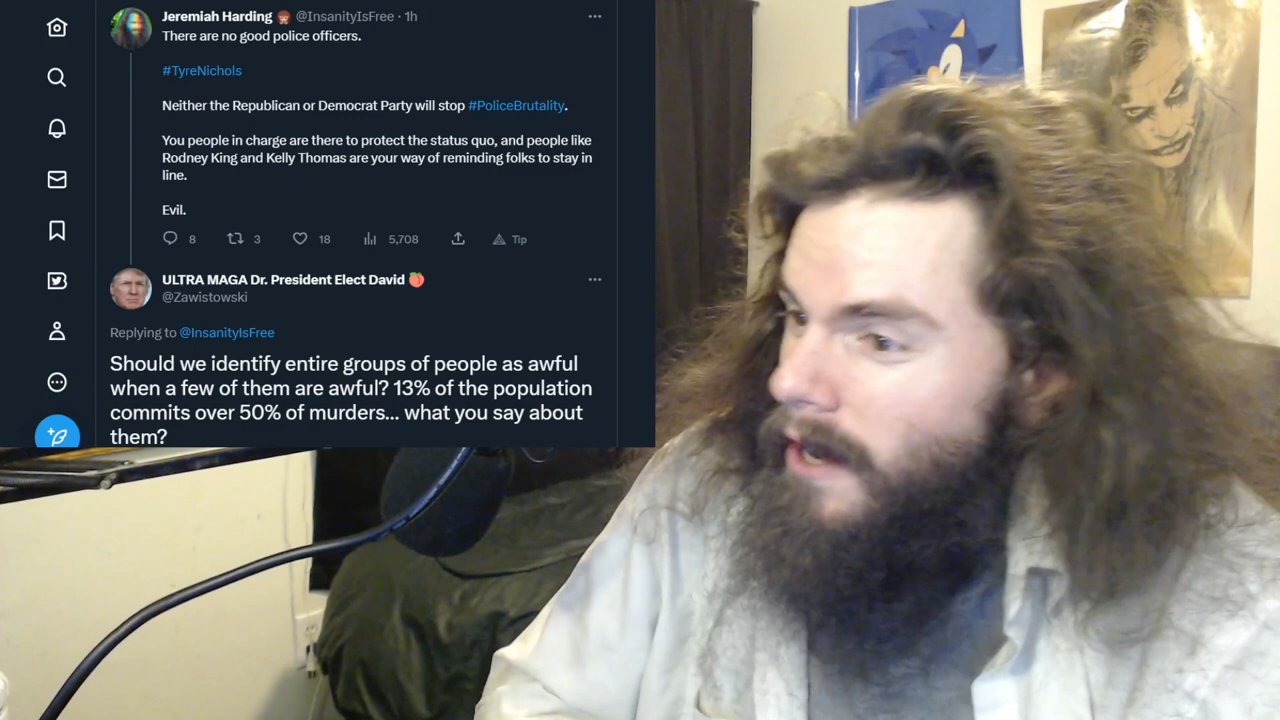 Jeremiah Harding @InsanityIsFree · 1h
There are no good police officers.
#TyreNichols
Neither the Republican or Democrat Party will stop #PoliceBrutality.
You people in charge are there to protect the status quo, and people like
Rodney King and Kelly Thomas are your way of reminding folks to stay in
line.
Evil.
8 3 18 5,708 Tip
ULTRA MAGA Dr. President Elect David 🍑
@Zawistowski
Replying to @InsanityIsFree
Should we identify entire groups of people as awful
when a few of them are awful? 13% of the population
commits over 50% of murders... what you say about
them?